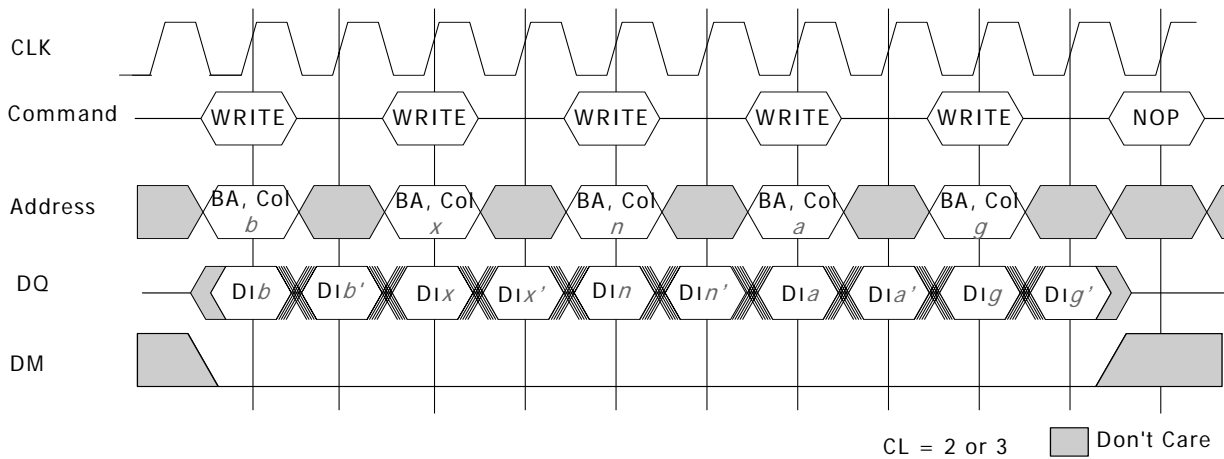 CLK
Command
WRITE WRITE WRITE WRITE WRITE NOP
Address
BA, Col BA, Col BA, Col BA, Col BA, Col
b x n a g
DQ
DIb DIb' DIx DIx' DIn DIn' DIa DIa' DIg DIg'
DM
CL = 2 or 3 Don't Care